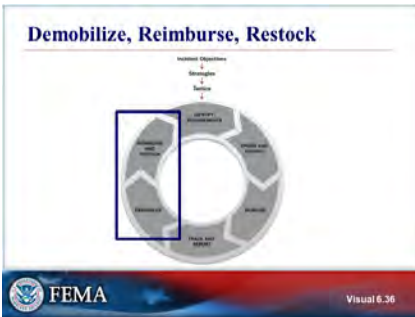 Demobilize, Reimburse, Restock
Incident Objectives
Strategies
Tactics
IDENTIFY
REQUIREMENTS
ORDER AND
ACQUIRE
MOBILIZE
TRACK AND
REPORT
DEMOBILIZE
REIMBURSE
AND
RESTOCK
FEMA
Visual 6.36